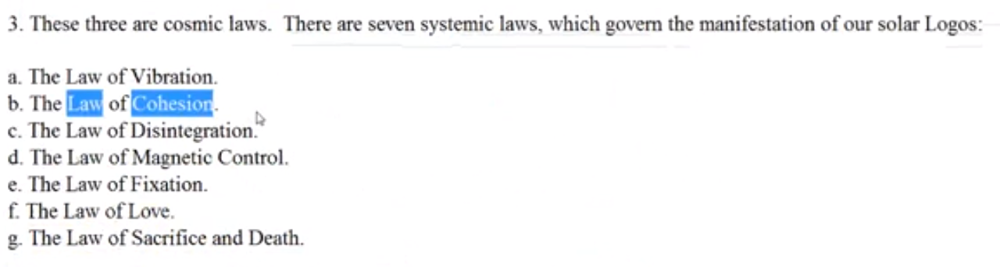 3. These three are cosmic laws.  There are seven systemic laws, which govern the manifestation of our solar Logos:
a. The Law of Vibration.
b. The Law of Cohesion.
c. The Law of Disintegration.
d. The Law of Magnetic Control.
e. The Law of Fixation.
f. The Law of Love.
g. The Law of Sacrifice and Death.